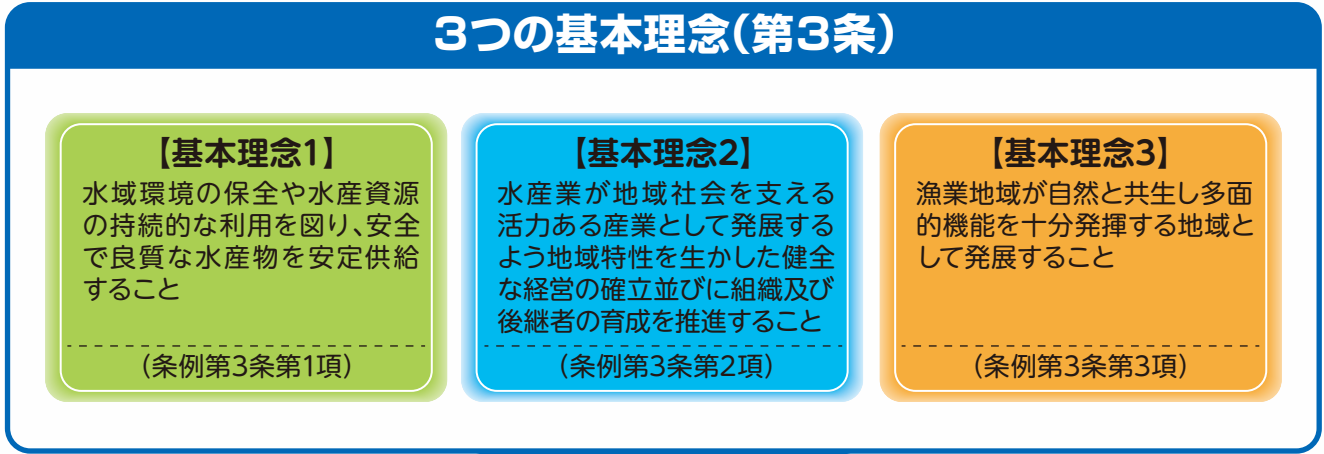 3つの基本理念(第3条)
【基本理念1】
水域環境の保全や水産資源
の持続的な利用を図り、安全
で良質な水産物を安定供給
すること
(条例第3条第1項)
【基本理念2】
水産業が地域社会を支える
活力ある産業として発展する
よう地域特性を生かした健全
な経営の確立並びに組織及び
後継者の育成を推進すること
(条例第3条第2項)
【基本理念3】
漁業地域が自然と共生し多面
的機能を十分発揮する地域と
して発展すること
(条例第3条第3項)